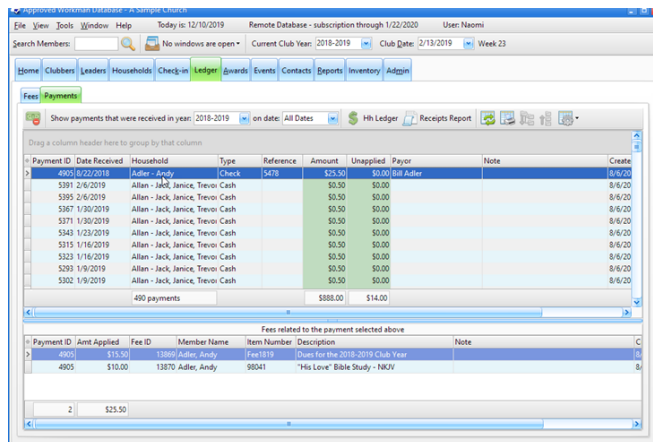 Approved Workman Database - A Sample Church
File View Tools Window Help Today is: 12/10/2019 Remote Database - subscription through 1/22/2020 User: Naomi
Search Members: No windows are open Current Club Year: 2018-2019 Club Date: 2/13/2019 Week 23
Home Clubbers Leaders Households Check-in Ledger Awards Events Contacts Reports Inventory Admin
Fees Payments
Show payments that were received in year: 2018-2019 on date: All Dates Hh Ledger Receipts Report
Drag a column header here to group by that column
Payment ID Date Received Household Type Reference Amount Unapplied Payor Note Create
4905 8/22/2018 Adler - Andy Check 5478 $25.50 $0.00 Bill Adler 8/6/20
5391 2/6/2019 Allan - Jack, Janice, Trevor Cash $0.50 $0.00 8/6/20
5395 2/6/2019 Allan - Jack, Janice, Trevor Cash $0.50 $0.00 8/6/20
5367 1/30/2019 Allan - Jack, Janice, Trevor Cash $0.50 $0.00 8/6/20
5371 1/30/2019 Allan - Jack, Janice, Trevor Cash $0.50 $0.00 8/6/20
5343 1/23/2019 Allan - Jack, Janice, Trevor Cash $0.50 $0.00 8/6/20
5315 1/16/2019 Allan - Jack, Janice, Trevor Cash $0.50 $0.00 8/6/20
5323 1/16/2019 Allan - Jack, Janice, Trevor Cash $0.50 $0.00 8/6/20
5293 1/9/2019 Allan - Jack, Janice, Trevor Cash $0.50 $0.00 8/6/20
5302 1/9/2019 Allan - Jack, Janice, Trevor Cash $0.50 $0.00 8/6/20
490 payments $888.00 $14.00
Fees related to the payment selected above
Payment ID Amt Applied Fee ID Member Name Item Number Description Note C
4905 $15.50 13869 Adler, Andy Fee1819 Dues for the 2018-2019 Club Year 8/
4905 $10.00 13870 Adler, Andy 98041 "His Love" Bible Study - NKJV 8/
2 $25.50